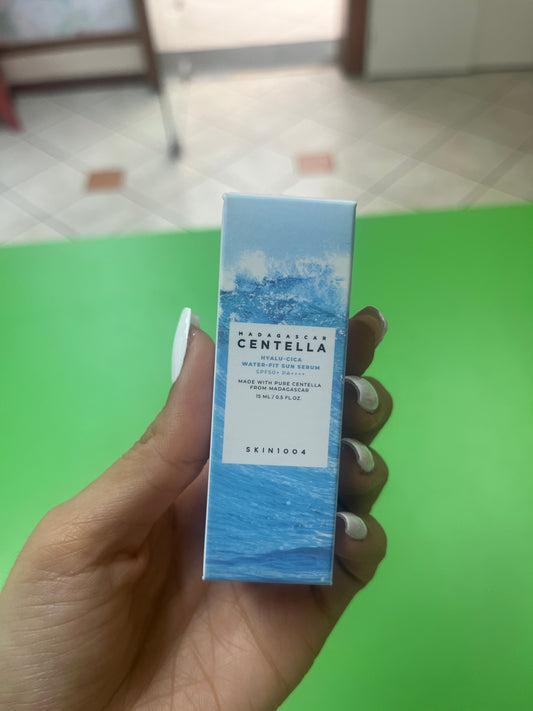 MADAGASCAR
CENTELLA
HYALU-CICA
WATER-FIT SUN SERUM
SPF50+ PA++++
MADE WITH PURE CENTELLA
FROM MADAGASCAR
15 ML / 0.5 FL.OZ.
SKIN1004